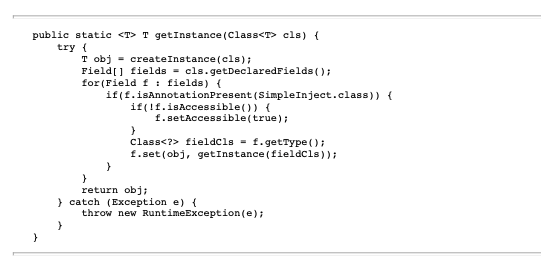 public static <T> T getInstance(Class<T> cls) {
    try {
        T obj = createInstance(cls);
        Field[] fields = cls.getDeclaredFields();
        for(Field f : fields) {
            if(f.isAnnotationPresent(SimpleInject.class)) {
                if(!f.isAccessible()) {
                    f.setAccessible(true);
                }
                Class<?> fieldCls = f.getType();
                f.set(obj, getInstance(fieldCls));
            }
        }
        return obj;
    } catch (Exception e) {
        throw new RuntimeException(e);
    }
}